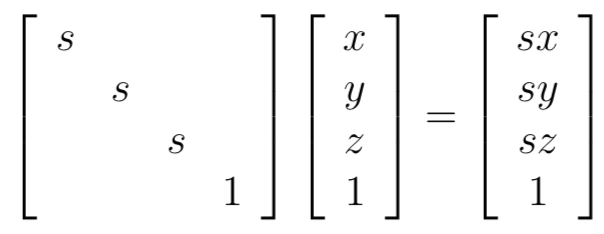 s x sx
s y = sy
s z sz
1 1 1